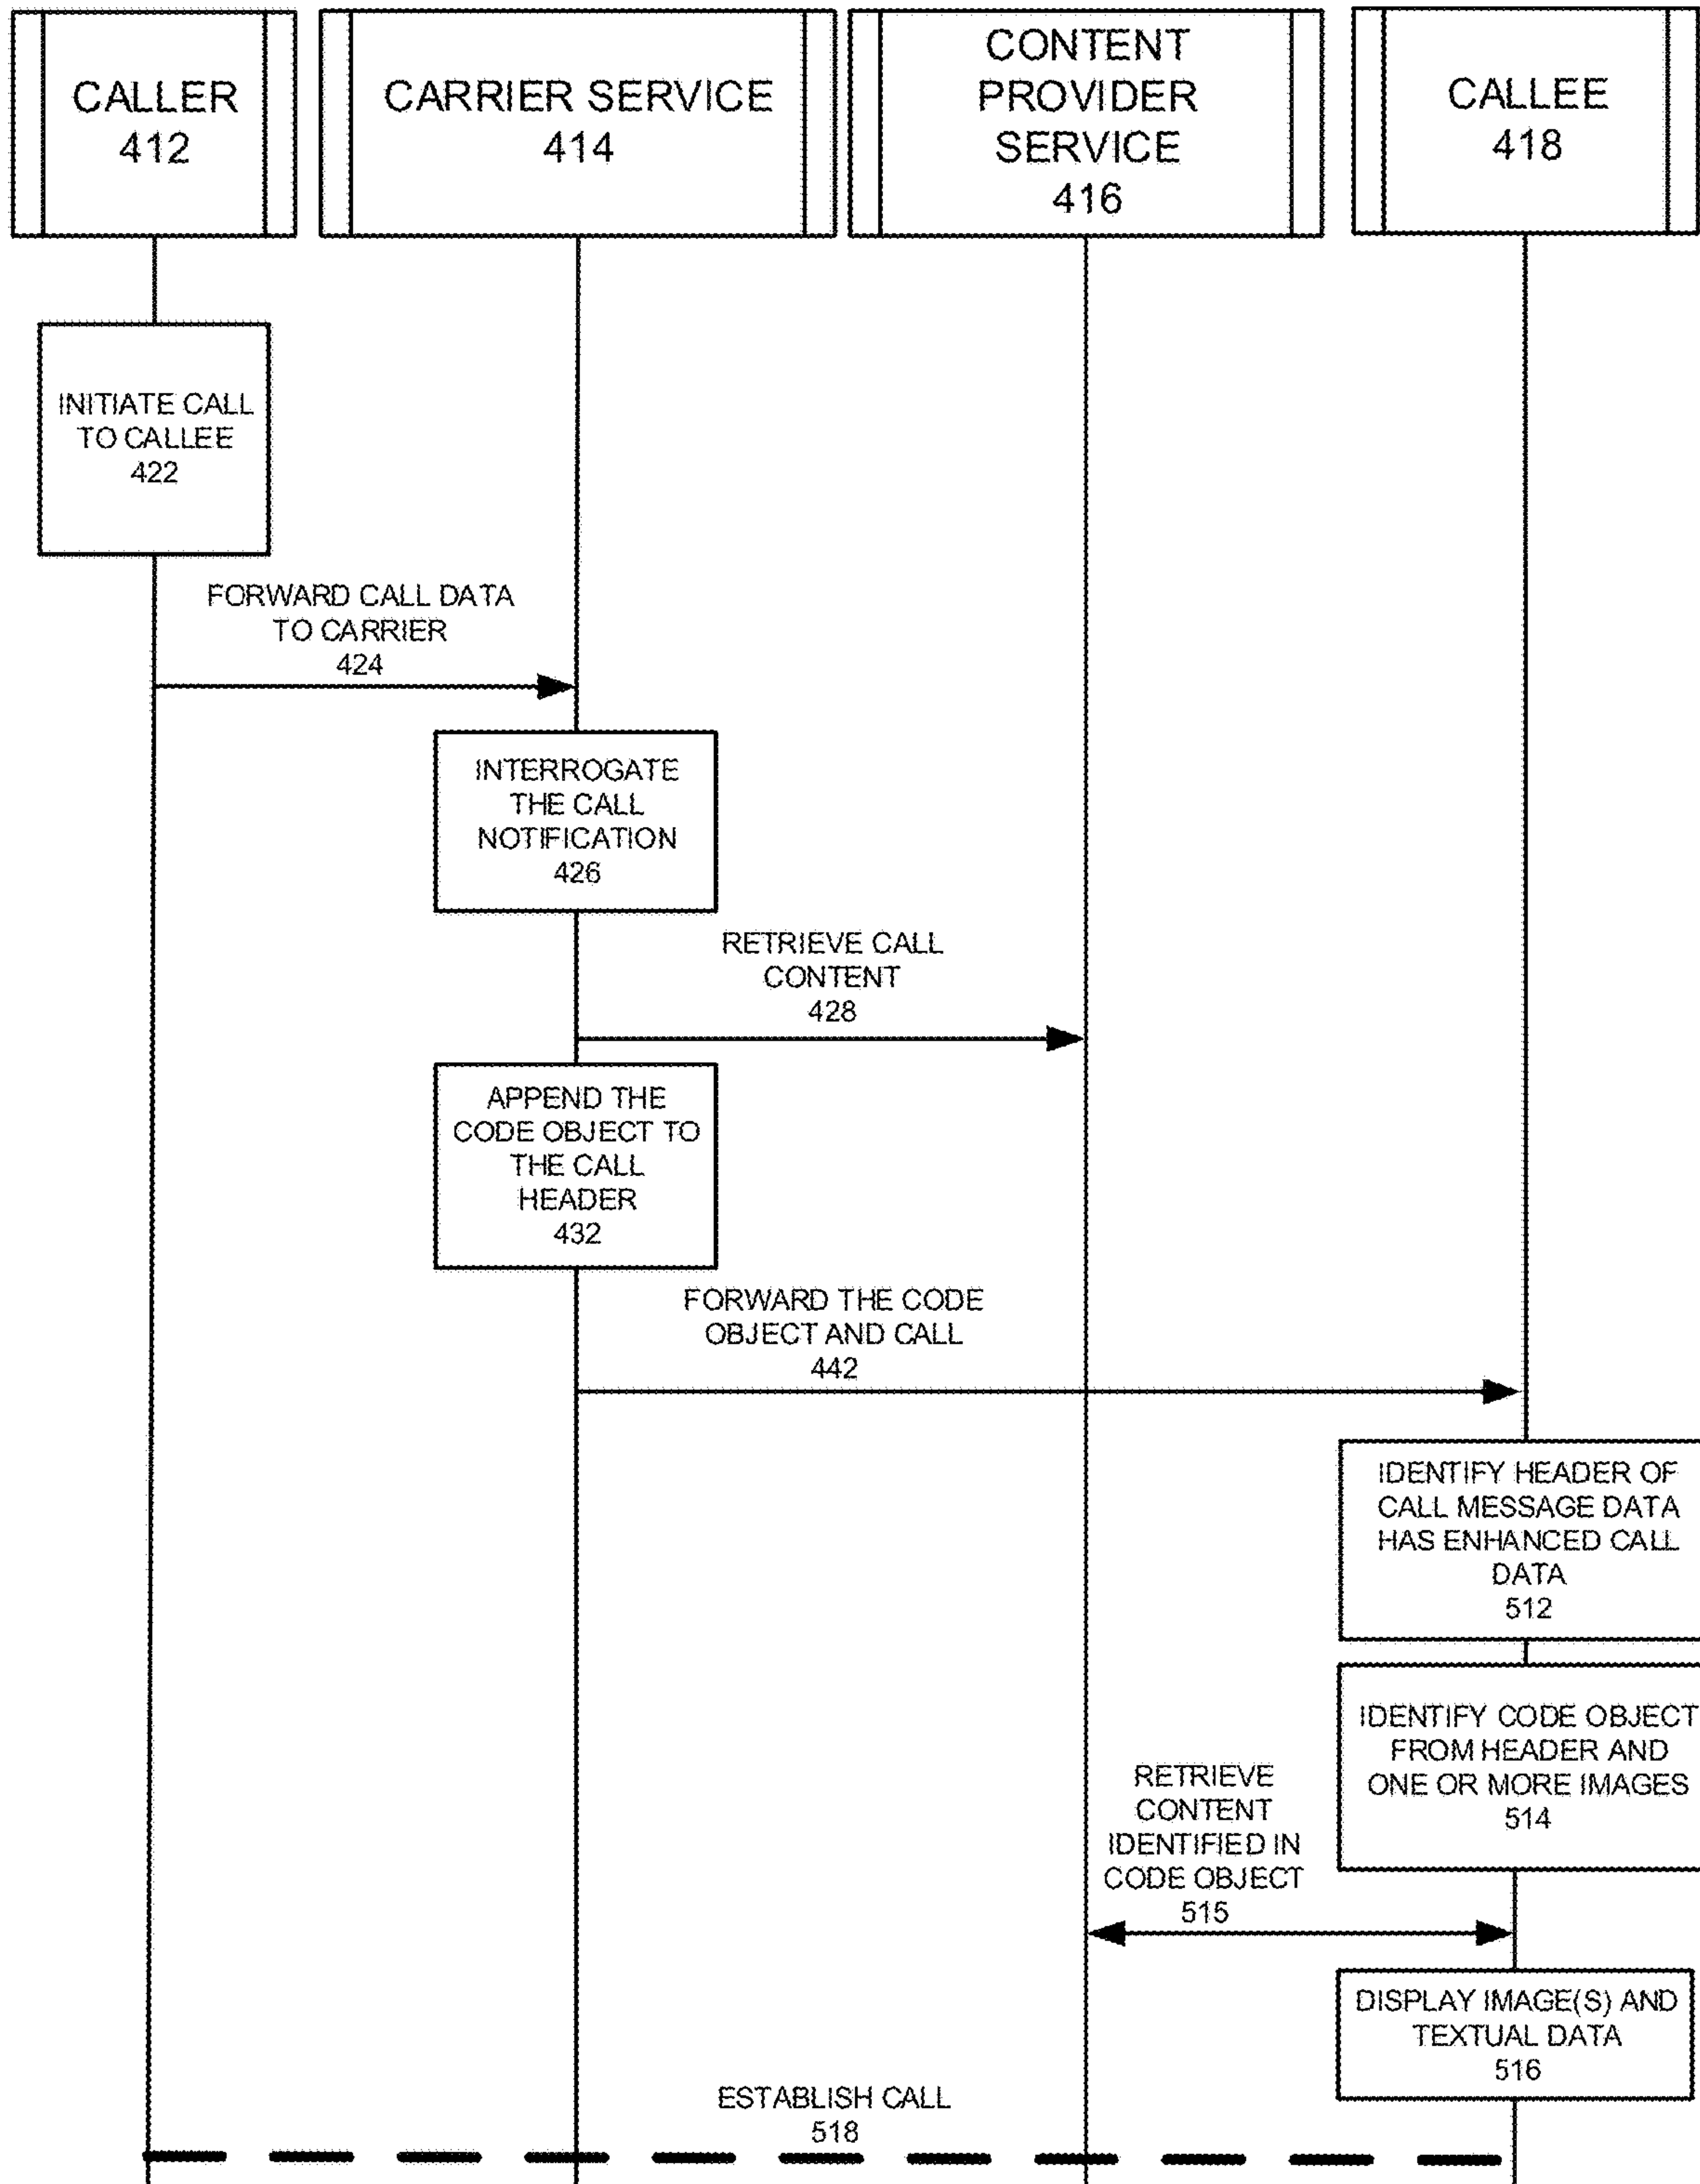 CALLER
412
CARRIER SERVICE
414
CONTENT
PROVIDER
SERVICE
416
CALLEE
418
INITIATE CALL
TO CALLEE
422
FORWARD CALL DATA
TO CARRIER
424
INTERROGATE
THE CALL
NOTIFICATION
426
RETRIEVE CALL
CONTENT
428
APPEND THE
CODE OBJECT TO
THE CALL
HEADER
432
FORWARD THE CODE
OBJECT AND CALL
442
IDENTIFY HEADER OF
CALL MESSAGE DATA
HAS ENHANCED CALL
DATA
512
IDENTIFY CODE OBJECT
FROM HEADER AND
ONE OR MORE IMAGES
514
RETRIEVE
CONTENT
IDENTIFIED IN
CODE OBJECT
515
DISPLAY IMAGE(S) AND
TEXTUAL DATA
516
ESTABLISH CALL
518